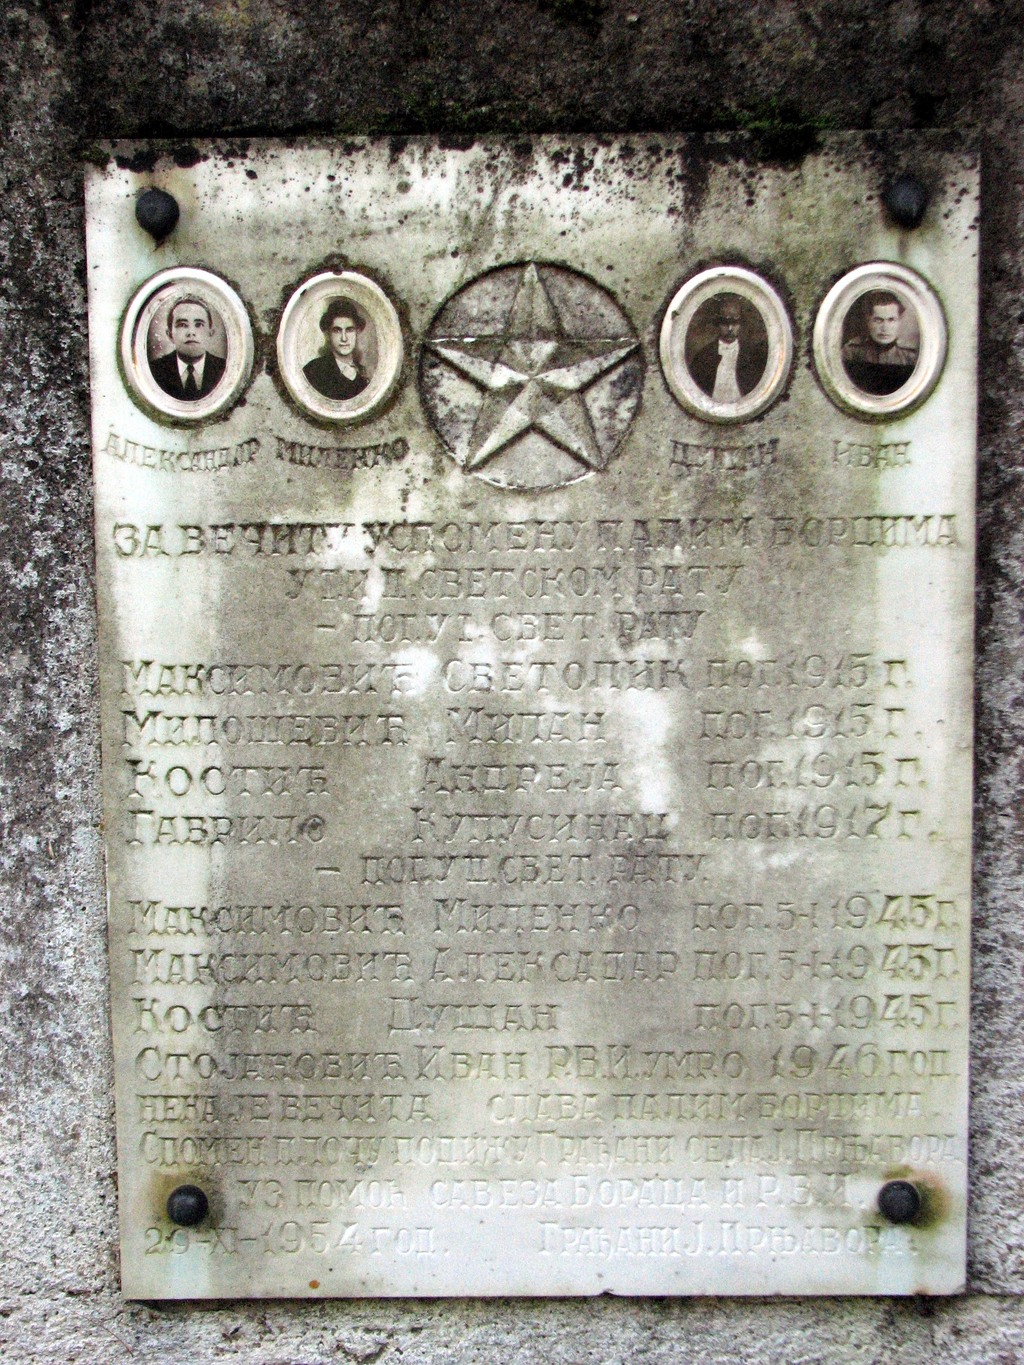 АЛЕКСАНДАР МИЛЕНКО ДУШАН ИВАН
ЗА ВЕЧИТУ УСПОМЕНУ ПАЛИМ БОРЦИМА
У I И II СВЕТСКОМ РАТУ
– ПОГ. У I. СВЕТ. РАТУ
МАКСИМОВИЋ СВЕТОЛИК ПОГ. 1915 Г.
МИЛОШЕВИЋ МИЛАН ПОГ. 1915 Г.
КОСТИЋ АНДРЕЈА ПОГ. 1915 Г.
ГАВРИЛО КУПУСИНАЦ ПОГ. 1917 Г.
– ПОГ. У II. СВЕТ. РАТУ.
МАКСИМОВИЋ МИЛЕНКО ПОГ. 5-I 1945 Г.
МАКСИМОВИЋ АЛЕКСАДАР ПОГ. 5-I-1945 Г.
КОСТИЋ ДУШАН ПОГ. 5-I-1945 Г.
СТОЈАНОВИЋ ИВАН Р.В.И. УМРО 1946 ГОД.
НЕКА ЈЕ ВЕЧИТА СЛАВА ПАЛИМ БОРЦИМА
СПОМЕН ПЛОЧУ ПОДИЖУ ГРАЂАНИ СЕЛА Ј. ПРЊАВОРА
УЗ ПОМОЋ САВЕЗА БОРАЦА И Р.В.И.
29-XI-1954 ГОД. ГРАЂАНИ Ј. ПРЊАВОРА